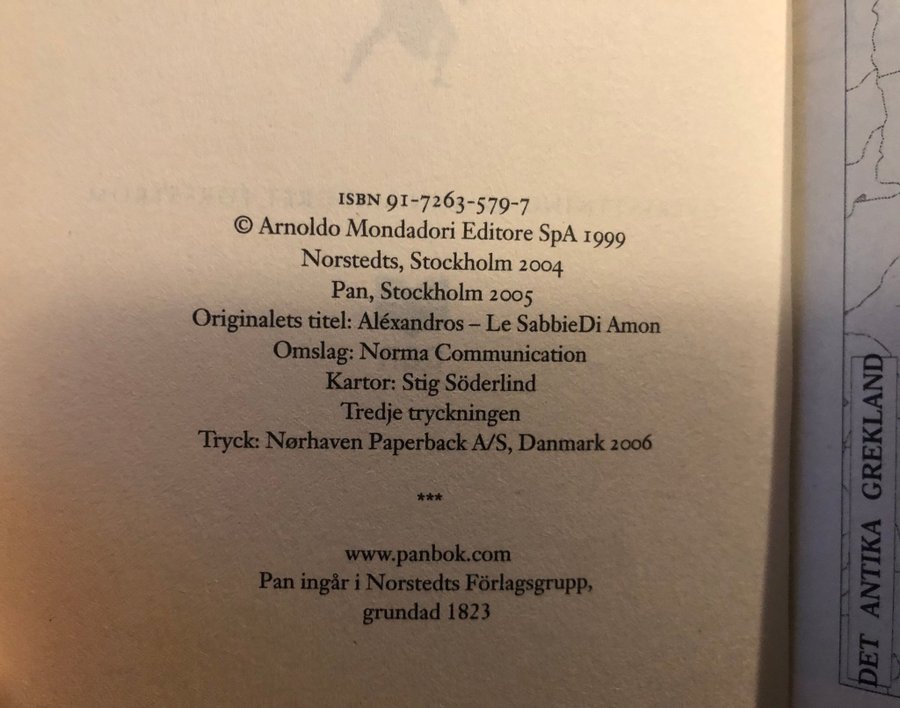 ISBN 91-7263-579-7
© Arnoldo Mondadori Editore SpA 1999
Norstedts, Stockholm 2004
Pan, Stockholm 2005
Originalets titel: Aléxandros – Le SabbieDi Amon
Omslag: Norma Communication
Kartor: Stig Söderlind
Tredje tryckningen
Tryck: Nørhaven Paperback A/S, Danmark 2006
***
www.panbok.com
Pan ingår i Norstedts Förlagsgrupp,
grundad 1823
DET ANTIKA GREKLAND